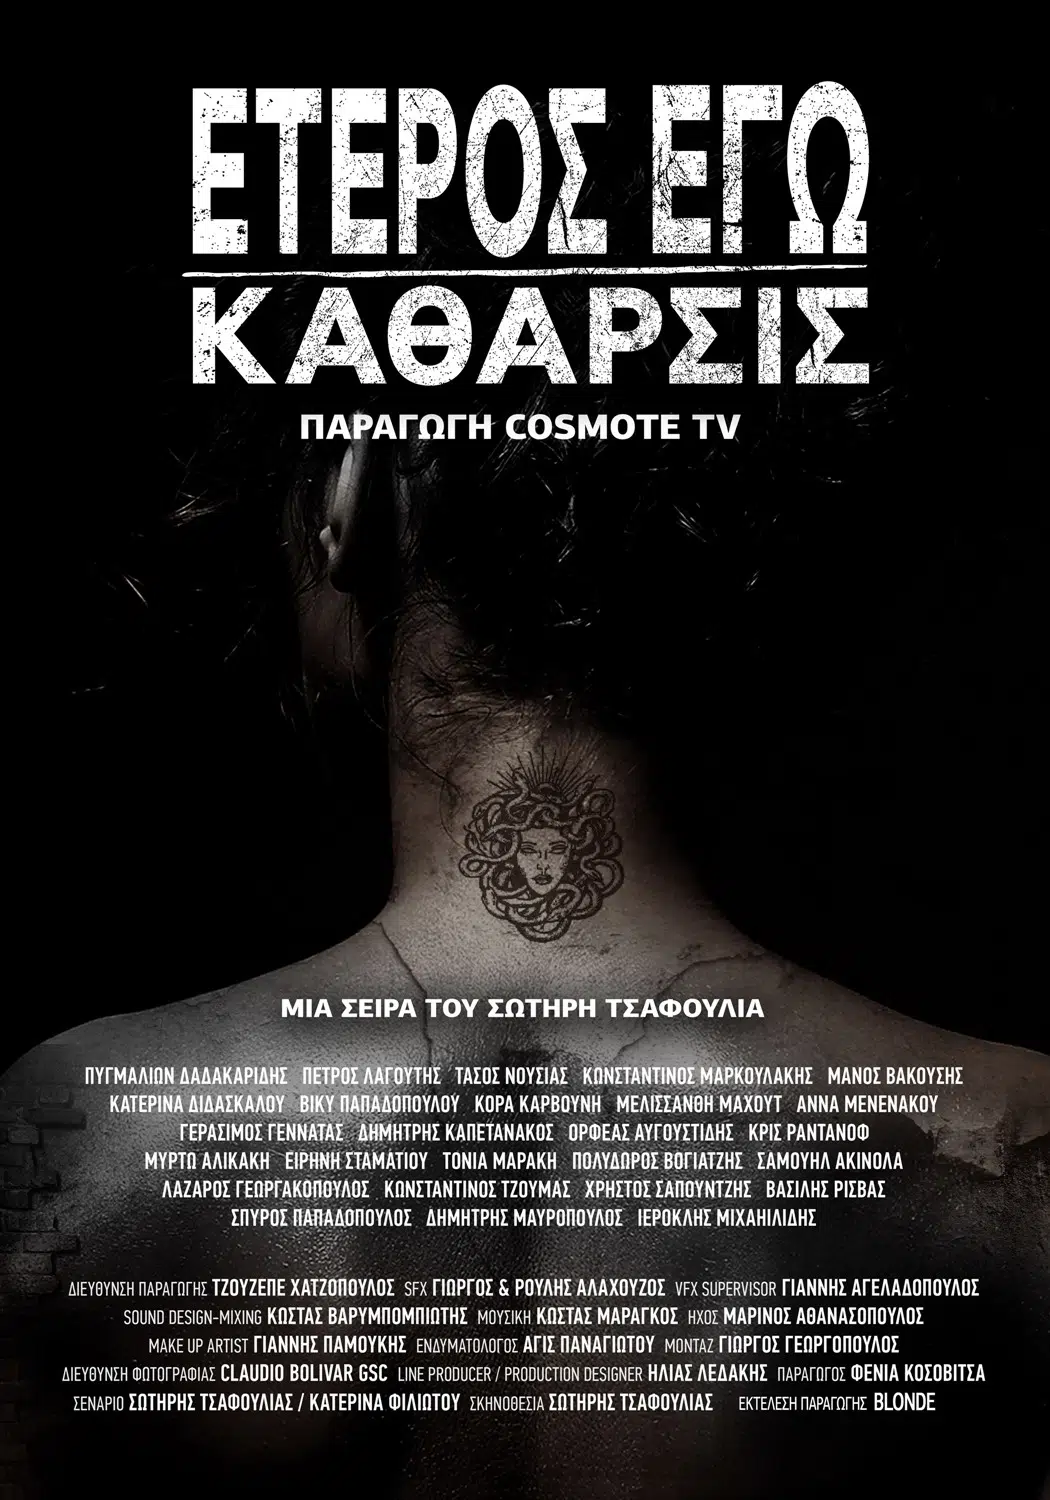 ΕΤΕΡΟΣ ΕΓΩ
ΚΑΘΑΡΣΙΣ
ΠΑΡΑΓΩΓΗ COSMOTE TV
ΜΙΑ ΣΕΙΡΑ ΤΟΥ ΣΩΤΗΡΗ ΤΣΑΦΟΥΛΙΑ
ΠΥΓΜΑΛΙΩΝ ΔΑΔΑΚΑΡΙΔΗΣ ΠΕΤΡΟΣ ΛΑΓΟΥΤΗΣ ΤΑΣΟΣ ΝΟΥΣΙΑΣ ΚΩΝΣΤΑΝΤΙΝΟΣ ΜΑΡΚΟΥΛΑΚΗΣ ΜΑΝΟΣ ΒΑΚΟΥΣΗΣ
ΚΑΤΕΡΙΝΑ ΔΙΔΑΣΚΑΛΟΥ ΒΙΚΥ ΠΑΠΑΔΟΠΟΥΛΟΥ ΚΟΡΑ ΚΑΡΒΟΥΝΗ ΜΕΛΙΣΣΑΝΘΗ ΜΑΧΟΥΤ ΑΝΝΑ ΜΕΝΕΝΑΚΟΥ
ΓΕΡΑΣΙΜΟΣ ΓΕΝΝΑΤΑΣ ΔΗΜΗΤΡΗΣ ΚΑΠΕΤΑΝΑΚΟΣ ΟΡΦΕΑΣ ΑΥΓΟΥΣΤΙΔΗΣ ΚΡΙΣ ΡΑΝΤΑΝΟΦ
ΜΥΡΤΩ ΑΛΙΚΑΚΗ ΕΙΡΗΝΗ ΣΤΑΜΑΤΙΟΥ ΤΟΝΙΑ ΜΑΡΑΚΗ ΠΟΛΥΔΩΡΟΣ ΒΟΓΙΑΤΖΗΣ ΣΑΜΟΥΗΛ ΑΚΙΝΟΛΑ
ΛΑΖΑΡΟΣ ΓΕΩΡΓΑΚΟΠΟΥΛΟΣ ΚΩΝΣΤΑΝΤΙΝΟΣ ΤΖΟΥΜΑΣ ΧΡΗΣΤΟΣ ΣΑΠΟΥΝΤΖΗΣ ΒΑΣΙΛΗΣ ΡΙΣΒΑΣ
ΣΠΥΡΟΣ ΠΑΠΑΔΟΠΟΥΛΟΣ ΔΗΜΗΤΡΗΣ ΜΑΥΡΟΠΟΥΛΟΣ ΙΕΡΟΚΛΗΣ ΜΙΧΑΗΛΙΔΗΣ
ΔΙΕΥΘΥΝΣΗ ΠΑΡΑΓΩΓΗΣ ΤΖΟΥΖΕΠΕ ΧΑΤΖΟΠΟΥΛΟΣ SFX ΓΙΩΡΓΟΣ & ΡΟΥΛΗΣ ΑΛΑΧΟΥΖΟΣ VFX SUPERVISOR ΓΙΑΝΝΗΣ ΑΓΕΛΑΔΟΠΟΥΛΟΣ
SOUND DESIGN-MIXING ΚΩΣΤΑΣ ΒΑΡΥΜΠΟΜΠΙΩΤΗΣ ΜΟΥΣΙΚΗ ΚΩΣΤΑΣ ΜΑΡΑΓΚΟΣ ΗΧΟΣ ΜΑΡΙΝΟΣ ΑΘΑΝΑΣΟΠΟΥΛΟΣ
MAKE UP ARTIST ΓΙΑΝΝΗΣ ΠΑΜΟΥΚΗΣ ΕΝΔΥΜΑΤΟΛΟΓΟΣ ΑΓΙΣ ΠΑΝΑΓΙΩΤΟΥ ΜΟΝΤΑΖ ΓΙΩΡΓΟΣ ΓΕΩΡΓΟΠΟΥΛΟΣ
ΔΙΕΥΘΥΝΣΗ ΦΩΤΟΓΡΑΦΙΑΣ CLAUDIO BOLIVAR GSC LINE PRODUCER / PRODUCTION DESIGNER ΗΛΙΑΣ ΛΕΔΑΚΗΣ ΠΑΡΑΓΩΓΟΣ ΦΕΝΙΑ ΚΟΣΟΒΙΤΣΑ
ΣΕΝΑΡΙΟ ΣΩΤΗΡΗΣ ΤΣΑΦΟΥΛΙΑΣ / ΚΑΤΕΡΙΝΑ ΦΙΛΙΩΤΟΥ ΣΚΗΝΟΘΕΣΙΑ ΣΩΤΗΡΗΣ ΤΣΑΦΟΥΛΙΑΣ ΕΚΤΕΛΕΣΗ ΠΑΡΑΓΩΓΗΣ BLONDE